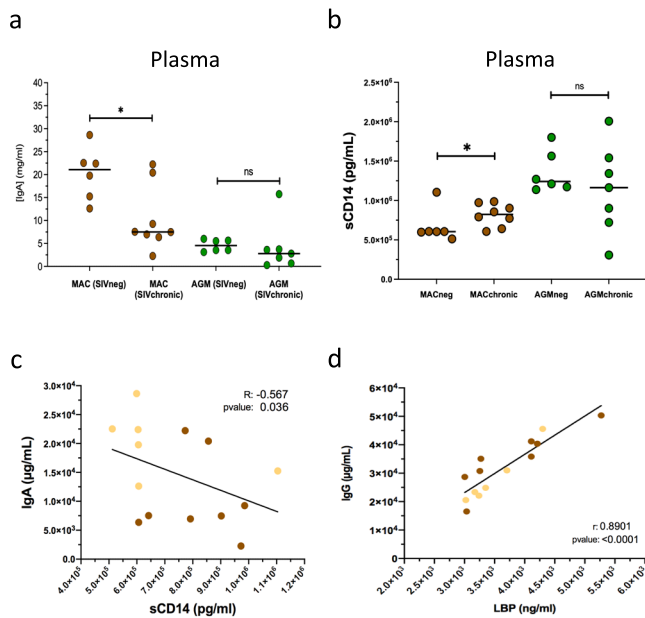 a
b
Plasma
Plasma
[IgA] (mg/ml)
40
35
30
25
20
15
10
5
0
*
ns
MAC (SIVneg)
MAC
(SIVchronic)
AGM (SIVneg)
AGM
(SIVchronic)
sCD14 (pg/mL)
2.5×10⁶
2.0×10⁶
1.5×10⁶
1.0×10⁶
5.0×10⁵
0
*
ns
MACneg
MACchronic
AGMneg
AGMchronic
c
d
IgA (µg/mL)
3.0×10⁴
2.5×10⁴
2.0×10⁴
1.5×10⁴
1.0×10⁴
5.0×10³
0.0
R: -0.567
pvalue: 0.036
4.0×10⁵
5.0×10⁵
6.0×10⁵
7.0×10⁵
8.0×10⁵
9.0×10⁵
1.0×10⁶
1.1×10⁶
1.2×10⁶
sCD14 (pg/ml)
IgG (µg/mL)
6×10⁴
5×10⁴
4×10⁴
3×10⁴
2×10⁴
1×10⁴
0
r: 0.8901
pvalue: <0.0001
2.0×10³
2.5×10³
3.0×10³
3.5×10³
4.0×10³
4.5×10³
5.0×10³
5.5×10³
6.0×10³
LBP (ng/ml)